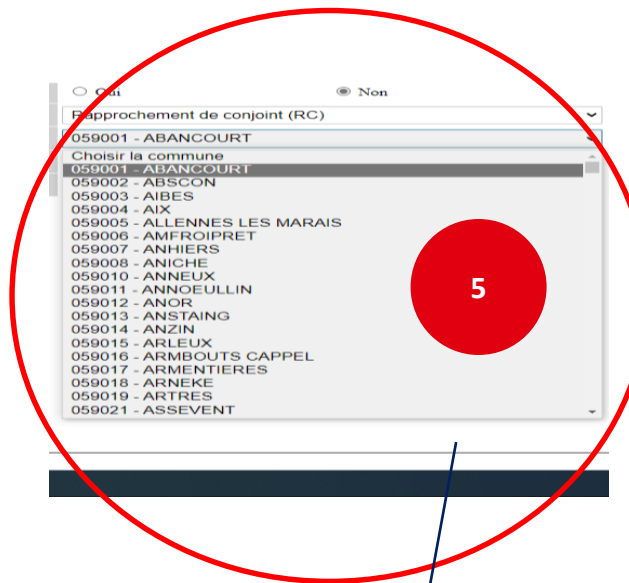 Oui Non
Rapprochement de conjoint (RC)
059001 - ABANCOURT
Choisir la commune
059001 - ABANCOURT
059002 - ABSCON
059003 - AIBES
059004 - AIX
059005 - ALLENNES LES MARAIS
059006 - AMFROIPRET
059007 - ANHIERS
059008 - ANICHE
059010 - ANNEUX
059011 - ANNOEULLIN
059012 - ANOR
059013 - ANSTAING
059014 - ANZIN
059015 - ARLEUX
059016 - ARMBOUTS CAPPEL
059017 - ARMENTIERES
059018 - ARNEKE
059019 - ARTRES
059021 - ASSEVENT
5